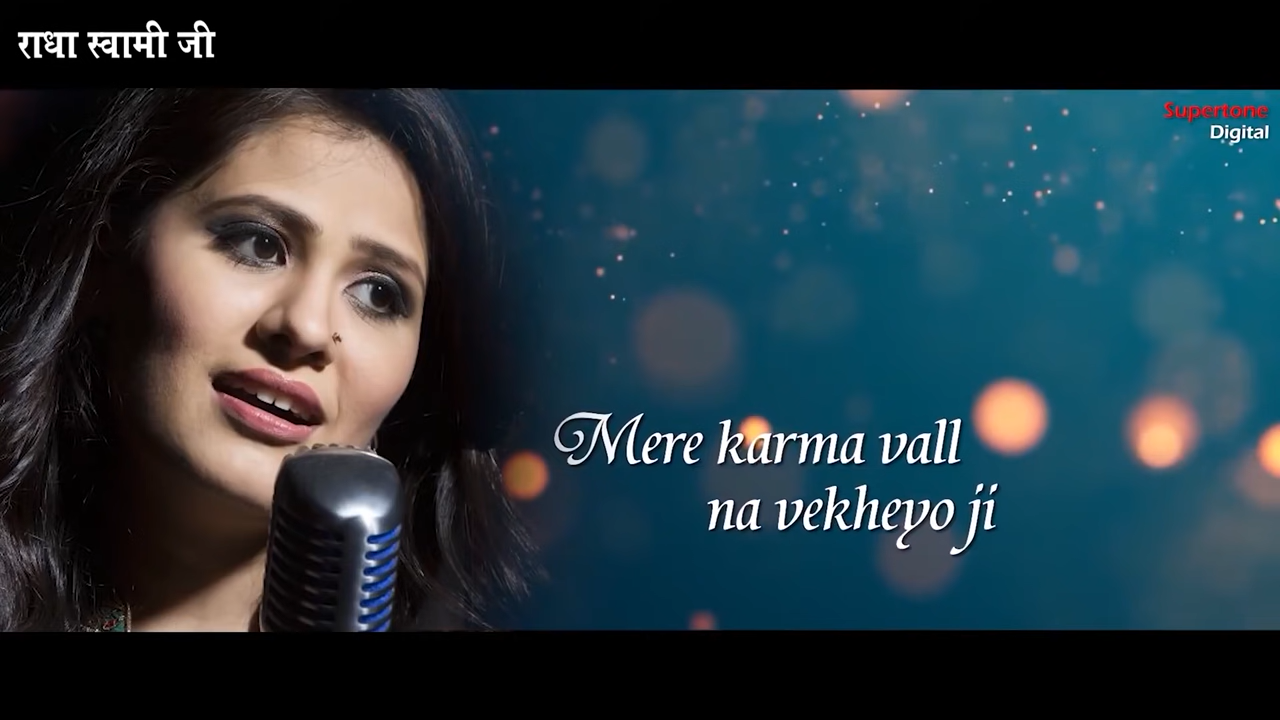 राधा स्वामी जी
Supertone
Digital
Mere karma vall
na vekheyo ji